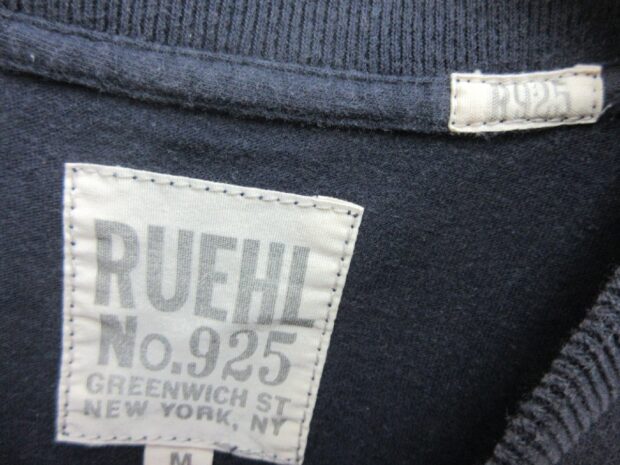 R925
RUEHL
No.925
GREENWICH ST
NEW YORK, NY
M